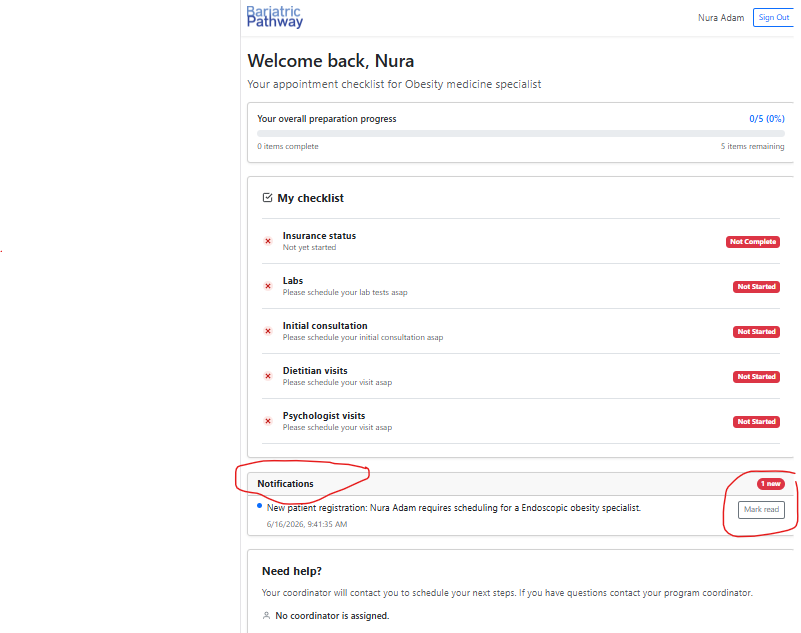 Bariatric
Pathway
Nura Adam
Sign Out
Welcome back, Nura
Your appointment checklist for Obesity medicine specialist
Your overall preparation progress
0/5 (0%)
0 items complete
5 items remaining
My checklist
Insurance status
Not yet started
Not Complete
Labs
Please schedule your lab tests asap
Not Started
Initial consultation
Please schedule your initial consultation asap
Not Started
Dietitian visits
Please schedule your visit asap
Not Started
Psychologist visits
Please schedule your visit asap
Not Started
Notifications
1 new
New patient registration: Nura Adam requires scheduling for a Endoscopic obesity specialist.
Mark read
6/16/2026, 9:41:35 AM
Need help?
Your coordinator will contact you to schedule your next steps. If you have questions contact your program coordinator.
No coordinator is assigned.